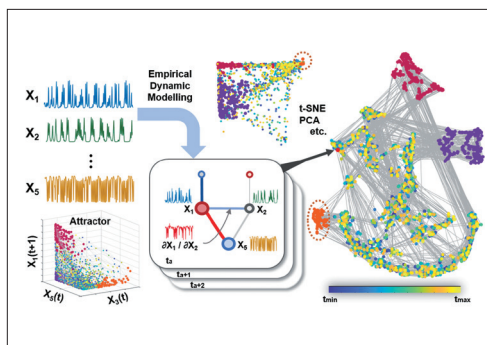 X1
X2
X5
Empirical
Dynamic
Modelling
t-SNE
PCA
etc.
Attractor
X1(t+1)
X5(t)
X3(t)
X1
X2
X5
∂X1 / ∂X2
ta
ta+1
ta+2
tmin
tmax